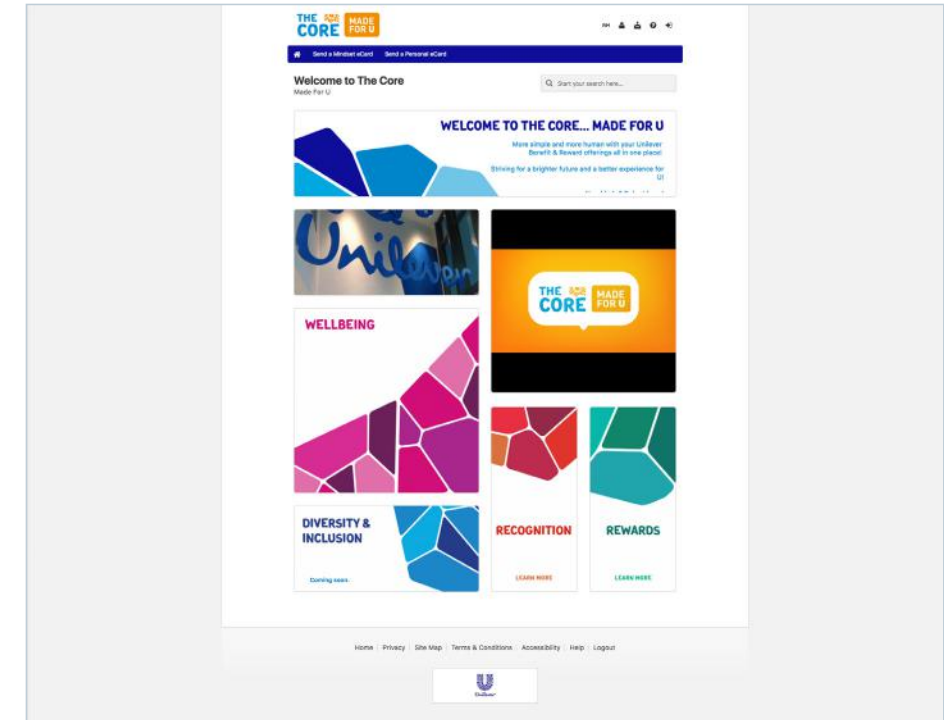 THE
CORE
MADE
FOR U
Send a Mindset eCard Send a Personal eCard
Welcome to The Core
Made For U
Start your search here...
WELCOME TO THE CORE... MADE FOR U
More simple and more human with your Unilever
Benefit & Reward offerings all in one place!
Striving for a brighter future and a better experience for
U!
Unilever
THE
CORE
MADE
FOR U
WELLBEING
DIVERSITY &
INCLUSION
Coming soon.
RECOGNITION
LEARN MORE
REWARDS
LEARN MORE
Home Privacy Site Map Terms & Conditions Accessibility Help Logout
Unilever